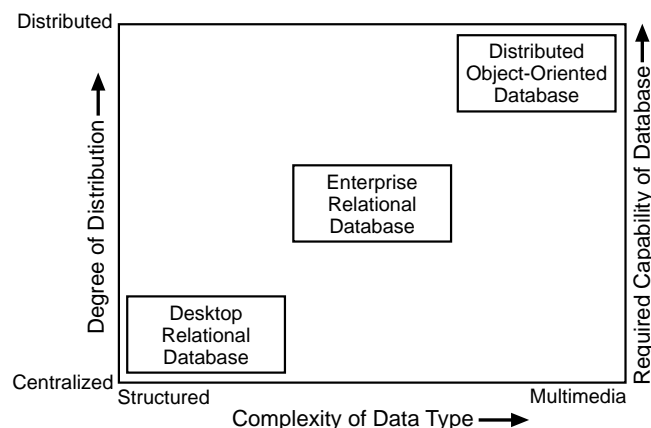 Distributed
Distributed
Object-Oriented
Database
Degree of Distribution
Required Capability of Database
Enterprise
Relational
Database
Desktop
Relational
Database
Centralized
Structured
Multimedia
Complexity of Data Type